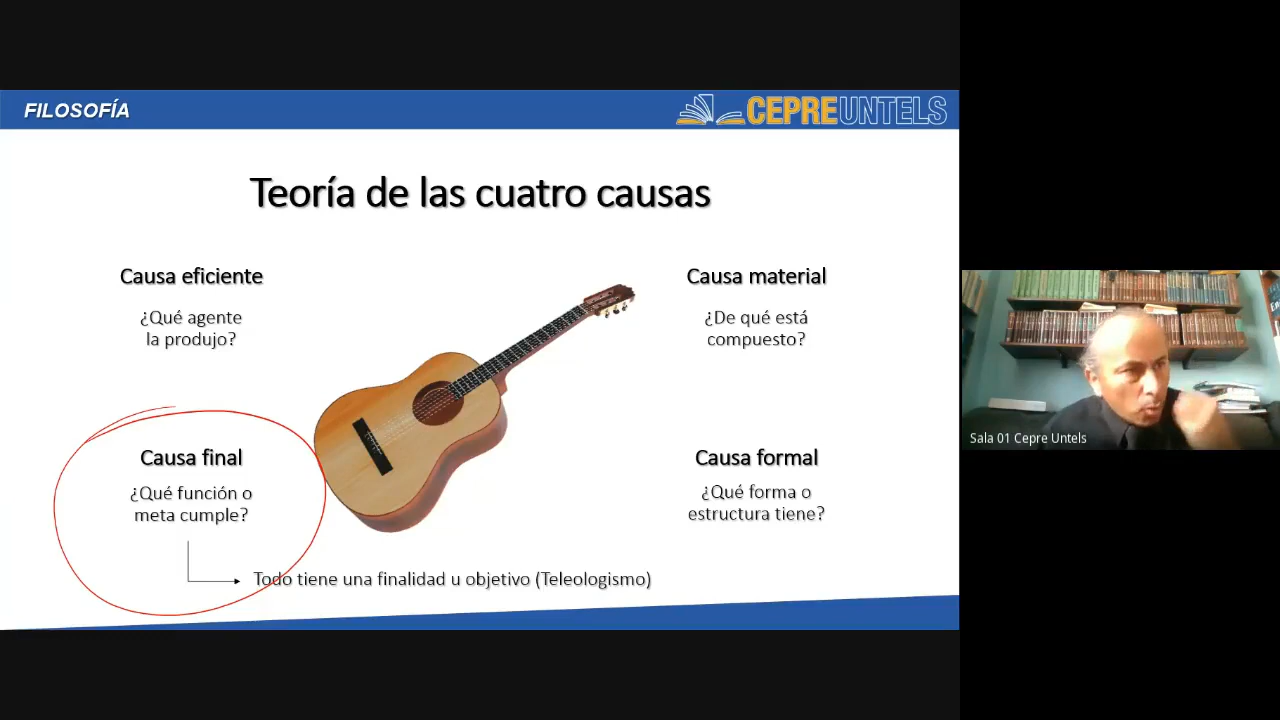 FILOSOFÍA
CEPREUNTELS
Teoría de las cuatro causas
Causa eficiente
¿Qué agente
la produjo?
Causa material
¿De qué está
compuesto?
Causa final
¿Qué función o
meta cumple?
Causa formal
¿Qué forma o
estructura tiene?
Todo tiene una finalidad u objetivo (Teleologismo)
Sala 01 Cepre Untels